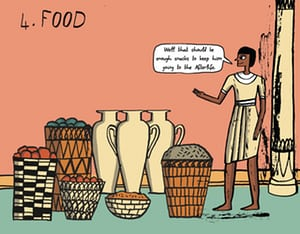 4. FOOD
Well that should be
enough snacks to keep him
going to the Afterlife.